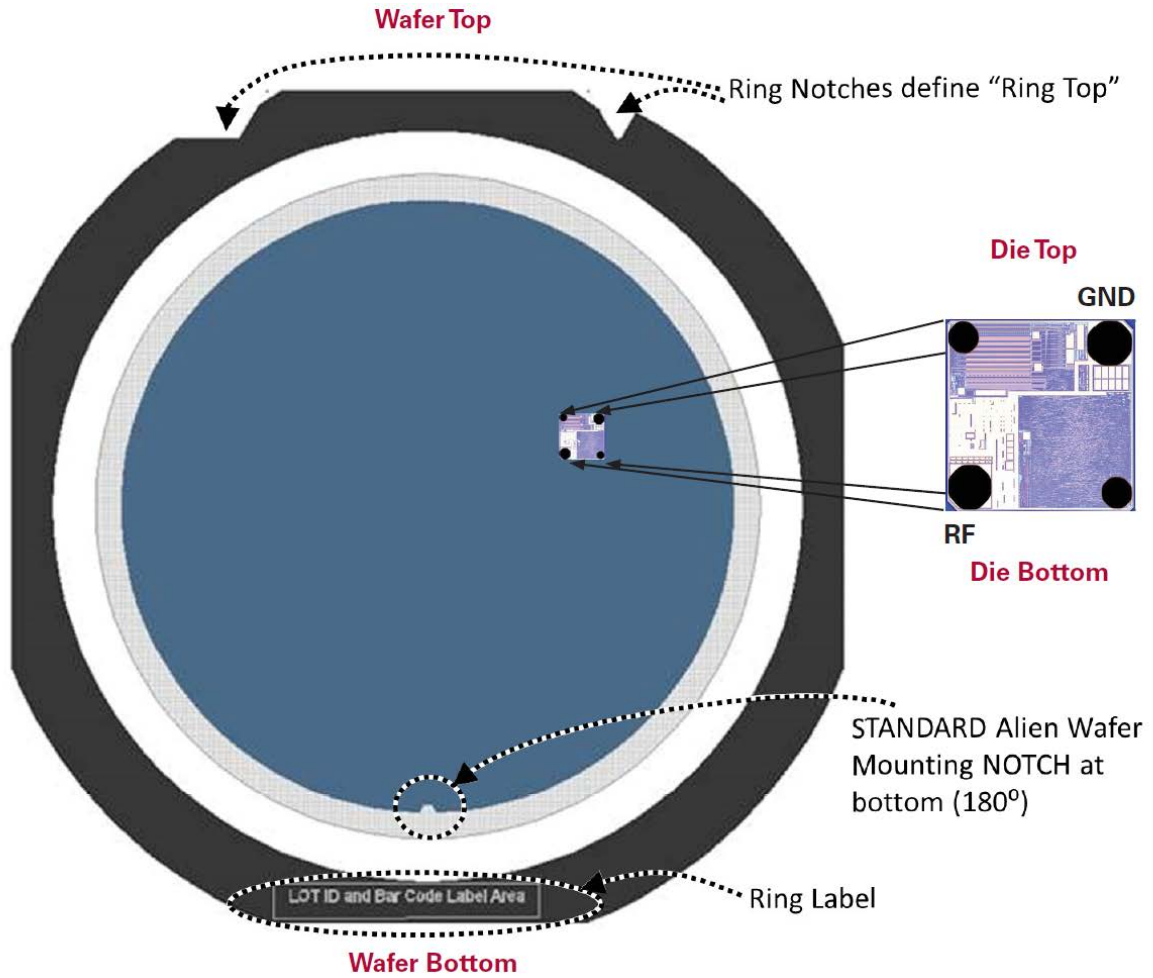 Wafer Top
Ring Notches define “Ring Top”
Die Top
GND
RF
Die Bottom
STANDARD Alien Wafer
Mounting NOTCH at
bottom (180⁰)
LOT ID and Bar Code Label Area
Ring Label
Wafer Bottom